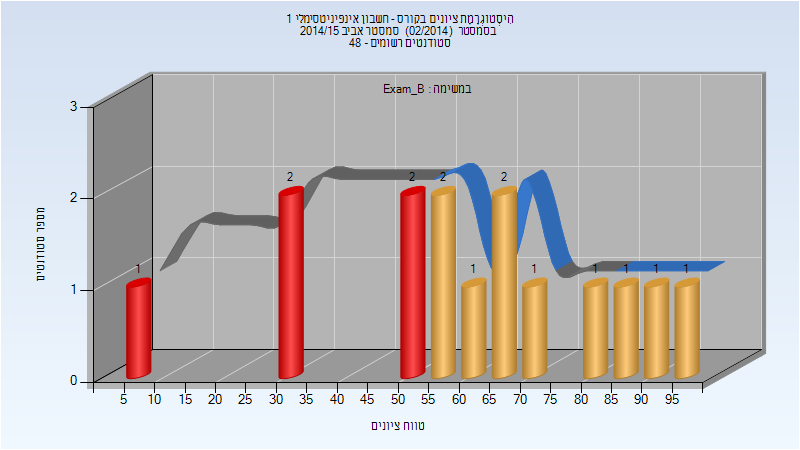 היסטוגרמת ציונים בקורס - חשבון אינפיניטסימלי 1
בסמסטר (02/2014) סמסטר אביב 2014/15
סטודנטים רשומים - 48
במשימה : Exam_B
מספר סטודנטים
3
2
1
0
1
2
2
2
1
2
1
1
1
1
1
5 10 15 20 25 30 35 40 45 50 55 60 65 70 75 80 85 90 95
טווח ציונים